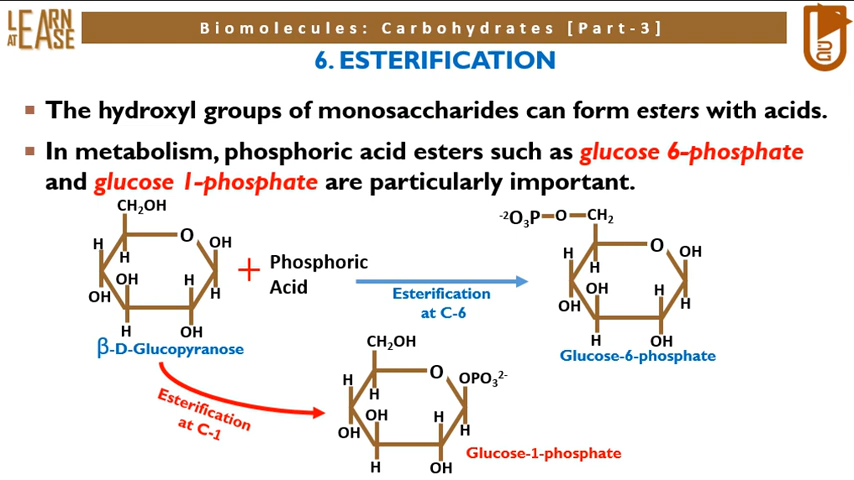 LEARN
AT EASE
Biomolecules: Carbohydrates [Part-3]
6. ESTERIFICATION
The hydroxyl groups of monosaccharides can form esters with acids.
In metabolism, phosphoric acid esters such as glucose 6-phosphate
and glucose 1-phosphate are particularly important.
CH₂OH
H
O
OH
H
OH
H
OH
H
H
OH
β-D-Glucopyranose
+
Phosphoric
Acid
Esterification
at C-6
⁻²O₃P–O–CH₂
H
O
OH
H
OH
H
OH
H
H
OH
Glucose-6-phosphate
Esterification
at C-1
CH₂OH
H
O
OPO₃²⁻
H
OH
H
OH
H
H
OH
Glucose-1-phosphate